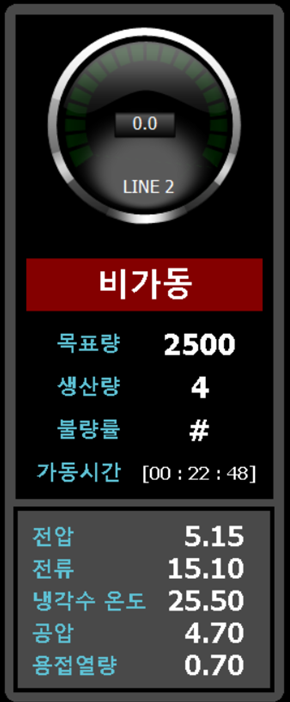 0.0
LINE 2
비가동
목표량 2500
생산량 4
불량률 #
가동시간 [00 : 22 : 48]
전압 5.15
전류 15.10
냉각수 온도 25.50
공압 4.70
용접열량 0.70